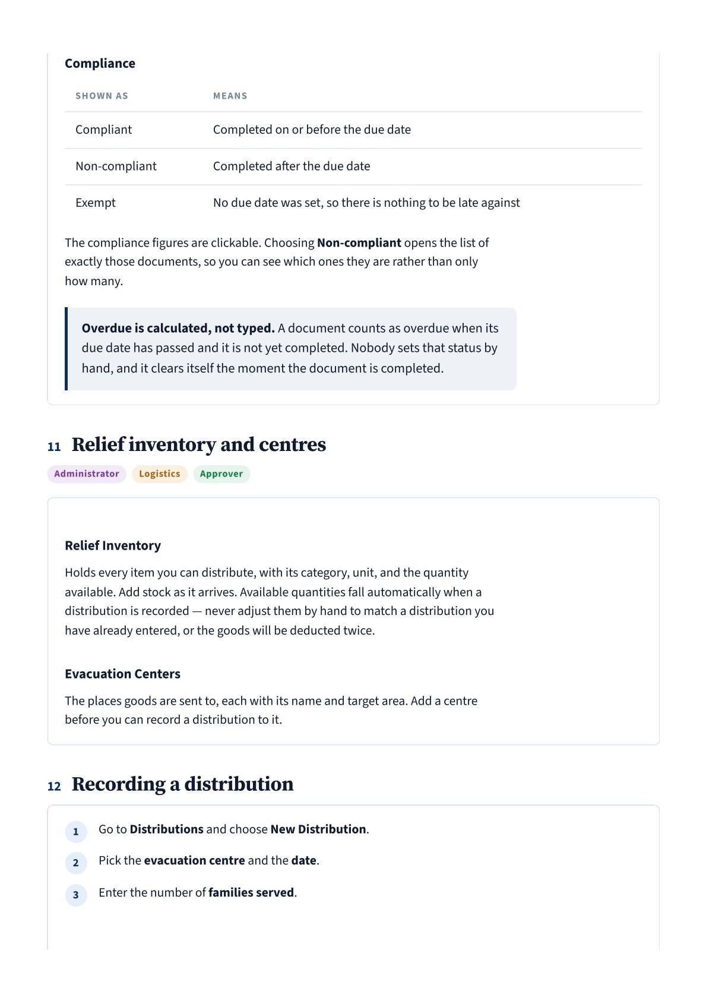 Compliance
SHOWN AS MEANS
Compliant Completed on or before the due date
Non-compliant Completed after the due date
Exempt No due date was set, so there is nothing to be late against
The compliance figures are clickable. Choosing Non-compliant opens the list of
exactly those documents, so you can see which ones they are rather than only
how many.
Overdue is calculated, not typed. A document counts as overdue when its
due date has passed and it is not yet completed. Nobody sets that status by
hand, and it clears itself the moment the document is completed.
11 Relief inventory and centres
Administrator Logistics Approver
Relief Inventory
Holds every item you can distribute, with its category, unit, and the quantity
available. Add stock as it arrives. Available quantities fall automatically when a
distribution is recorded — never adjust them by hand to match a distribution you
have already entered, or the goods will be deducted twice.
Evacuation Centers
The places goods are sent to, each with its name and target area. Add a centre
before you can record a distribution to it.
12 Recording a distribution
1 Go to Distributions and choose New Distribution.
2 Pick the evacuation centre and the date.
3 Enter the number of families served.